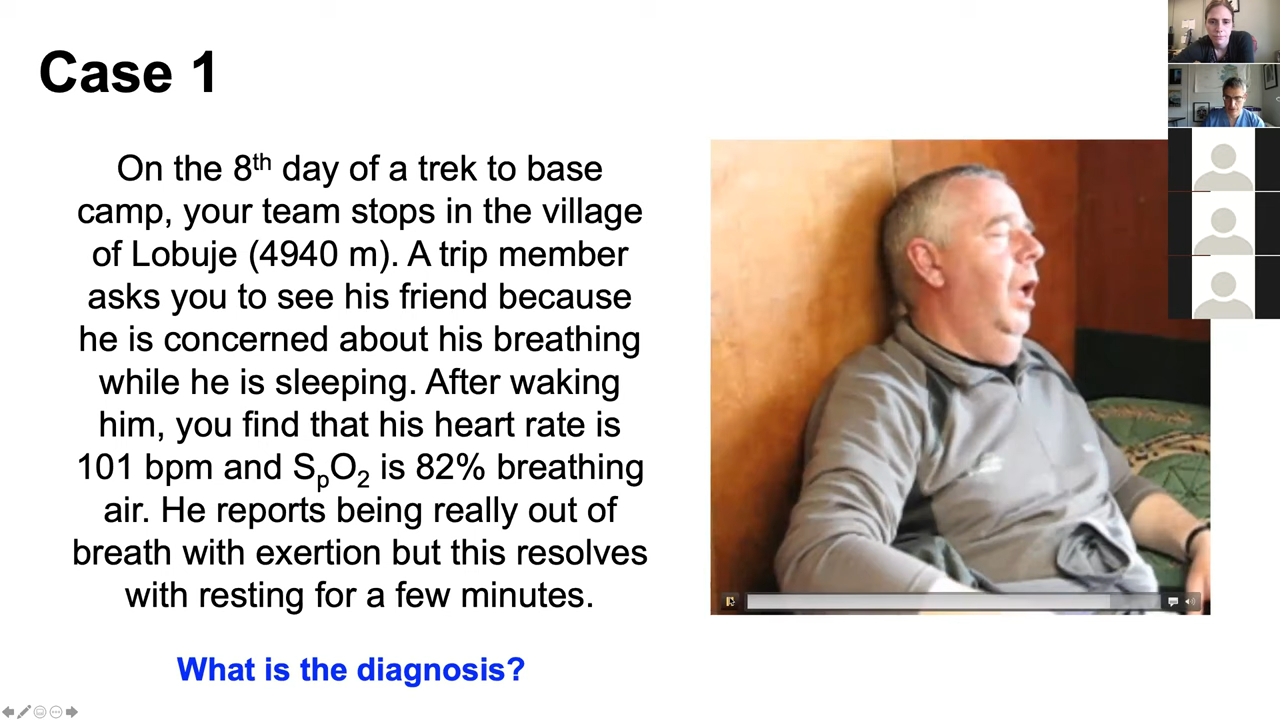 Case 1
On the 8th day of a trek to base
camp, your team stops in the village
of Lobuje (4940 m). A trip member
asks you to see his friend because
he is concerned about his breathing
while he is sleeping. After waking
him, you find that his heart rate is
101 bpm and SpO2 is 82% breathing
air. He reports being really out of
breath with exertion but this resolves
with resting for a few minutes.
What is the diagnosis?